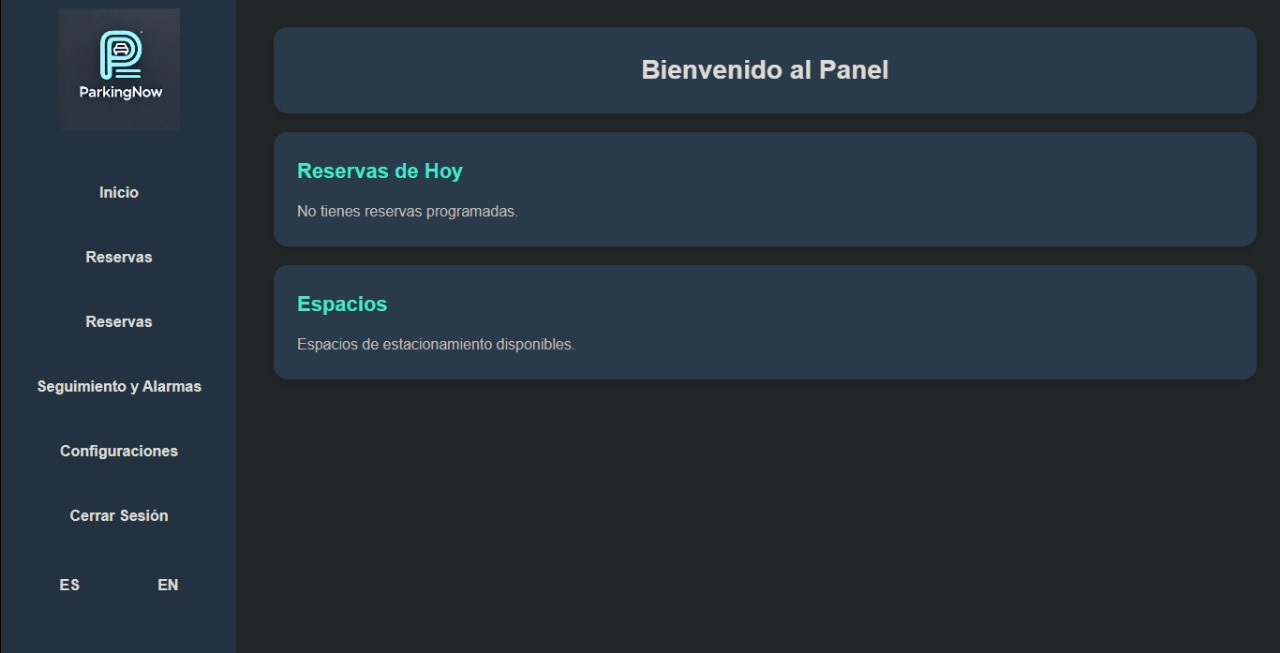 ParkingNow
Inicio
Reservas
Reservas
Seguimiento y Alarmas
Configuraciones
Cerrar Sesión
ES EN
Bienvenido al Panel
Reservas de Hoy
No tienes reservas programadas.
Espacios
Espacios de estacionamiento disponibles.